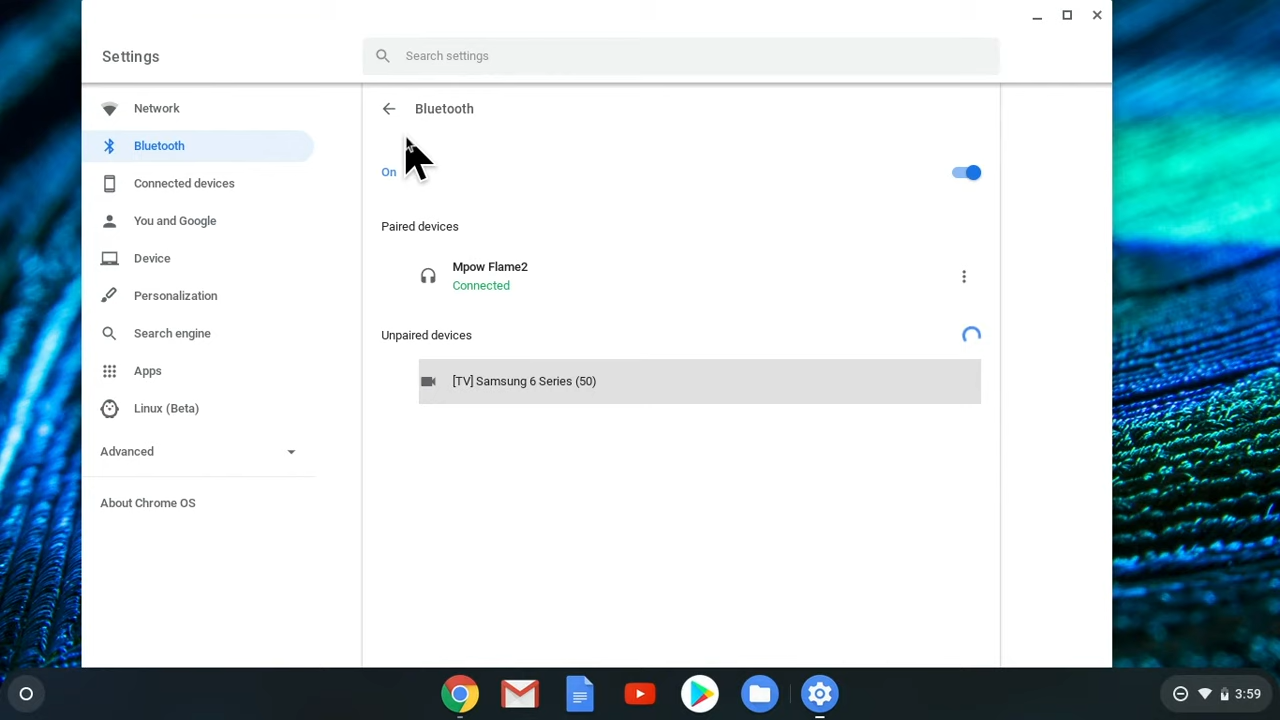 Settings
Search settings
Network
Bluetooth
Connected devices
You and Google
Device
Personalization
Search engine
Apps
Linux (Beta)
Advanced
About Chrome OS
Bluetooth
On
Paired devices
Mpow Flame2
Connected
Unpaired devices
[TV] Samsung 6 Series (50)
3:59